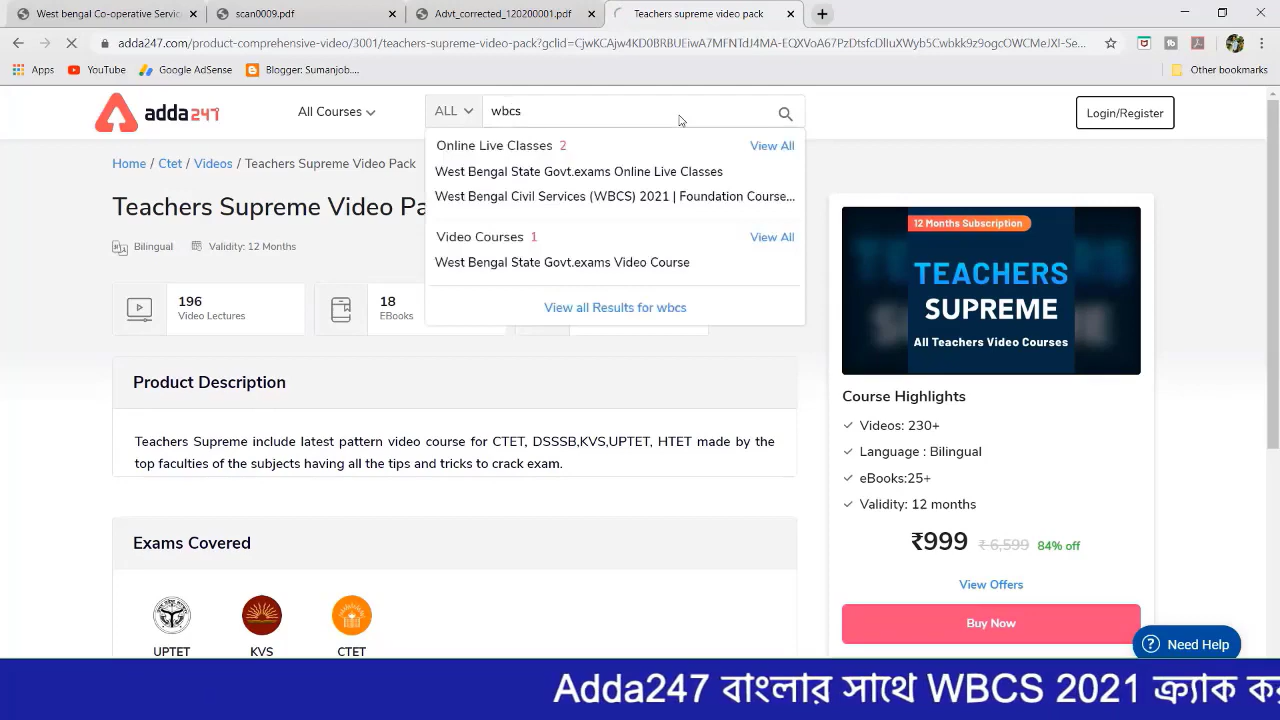 West bengal Co-operative Servic
scan0009.pdf
Advt_corrected_120200001.pdf
Teachers supreme video pack
adda247.com/product-comprehensive-video/3001/teachers-supreme-video-pack?gclid=
Apps
YouTube
Google AdSense
Blogger: Sumanjob....
Other bookmarks
adda247
All Courses
ALL
wbcs
Login/Register
Online Live Classes 2
View All
West Bengal State Govt.exams Online Live Classes
West Bengal Civil Services (WBCS) 2021 | Foundation Course...
Video Courses 1
View All
West Bengal State Govt.exams Video Course
View all Results for wbcs
Home / Ctet / Videos / Teachers Supreme Video Pack
Teachers Supreme Video Pa
Bilingual
Validity: 12 Months
196
Video Lectures
18
EBooks
Product Description
Teachers Supreme include latest pattern video course for CTET, DSSSB,KVS,UPTET, HTET made by the
top faculties of the subjects having all the tips and tricks to crack exam.
Exams Covered
UPTET
KVS
CTET
12 Months Subscription
TEACHERS
SUPREME
All Teachers Video Courses
Course Highlights
Videos: 230+
Language : Bilingual
eBooks:25+
Validity: 12 months
₹999 ₹ 6,599 84% off
View Offers
Buy Now
Need Help
Adda247 বাংলার সাথে WBCS 2021 ক্র্যাক